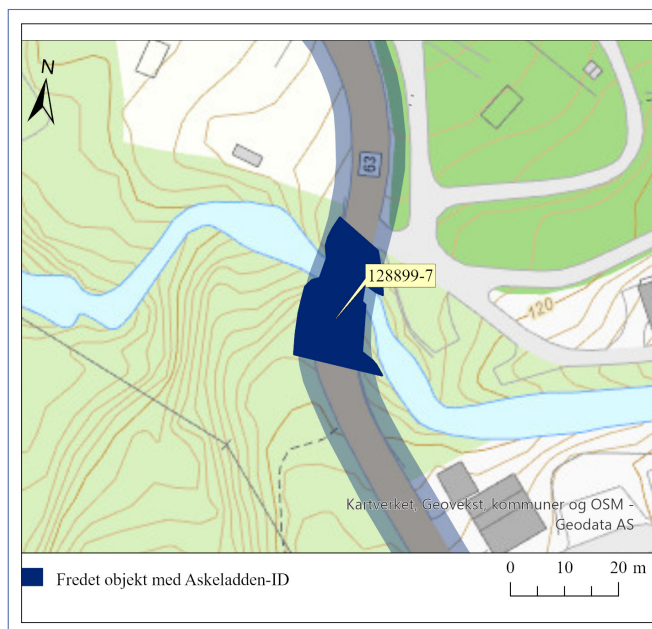 N
63
128899-7
120
Kartverket, Geovekst, kommuner og OSM -
Geodata AS
Fredet objekt med Askeladden-ID
0 10 20 m